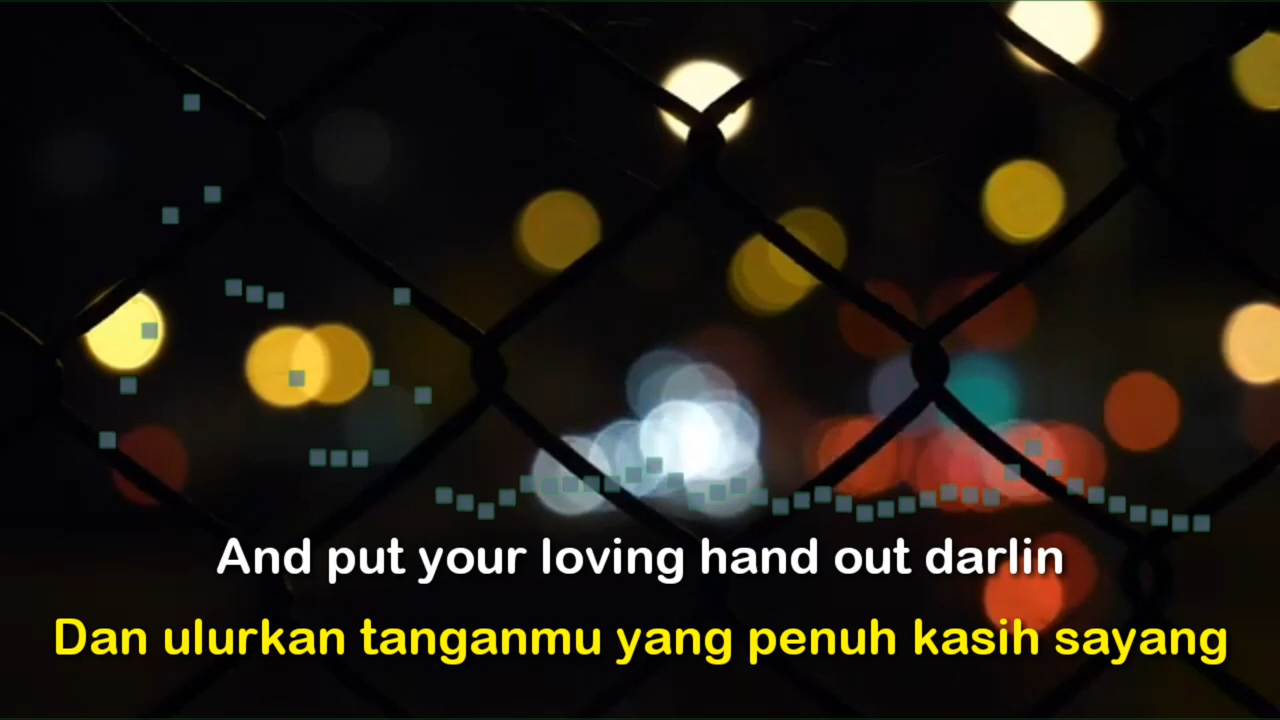 And put your loving hand out darlin
Dan ulurkan tanganmu yang penuh kasih sayang